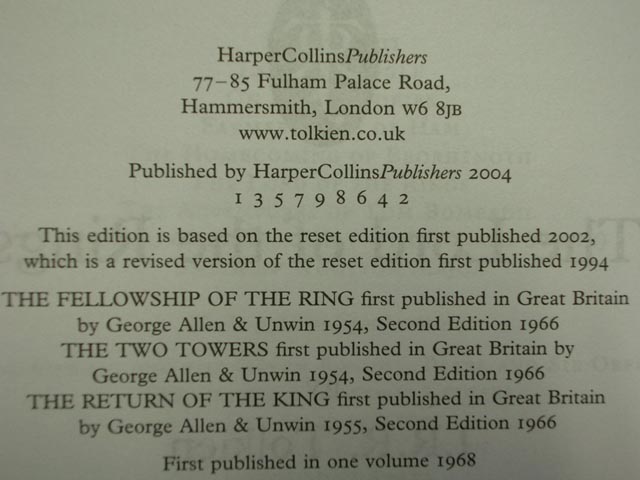 HarperCollinsPublishers
77–85 Fulham Palace Road,
Hammersmith, London W6 8JB
www.tolkien.co.uk
Published by HarperCollinsPublishers 2004
1 3 5 7 9 8 6 4 2
This edition is based on the reset edition first published 2002,
which is a revised version of the reset edition first published 1994
THE FELLOWSHIP OF THE RING first published in Great Britain
by George Allen & Unwin 1954, Second Edition 1966
THE TWO TOWERS first published in Great Britain by
George Allen & Unwin 1954, Second Edition 1966
THE RETURN OF THE KING first published in Great Britain
by George Allen & Unwin 1955, Second Edition 1966
First published in one volume 1968